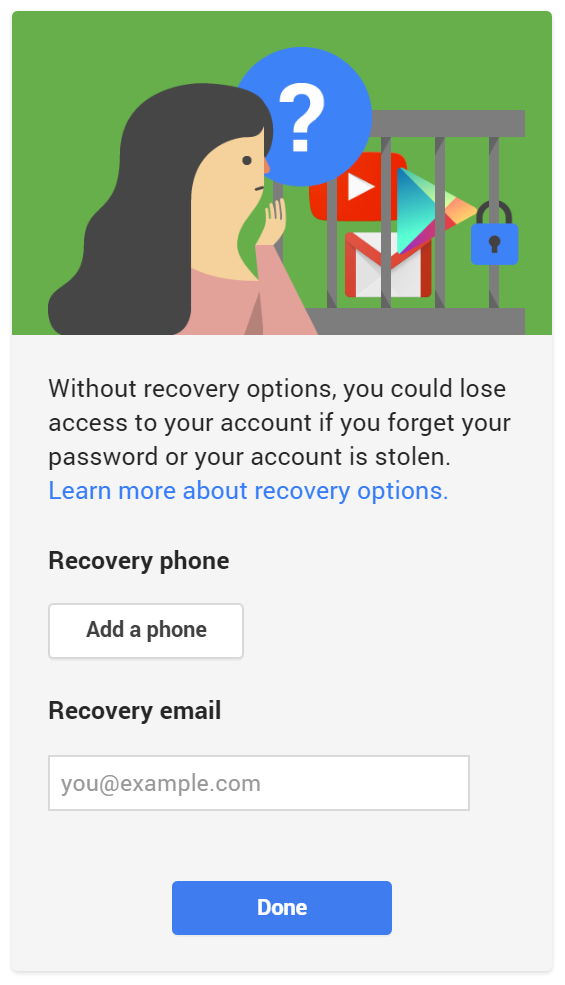 ?
Without recovery options, you could lose
access to your account if you forget your
password or your account is stolen.
Learn more about recovery options.
Recovery phone
Add a phone
Recovery email
you@example.com
Done